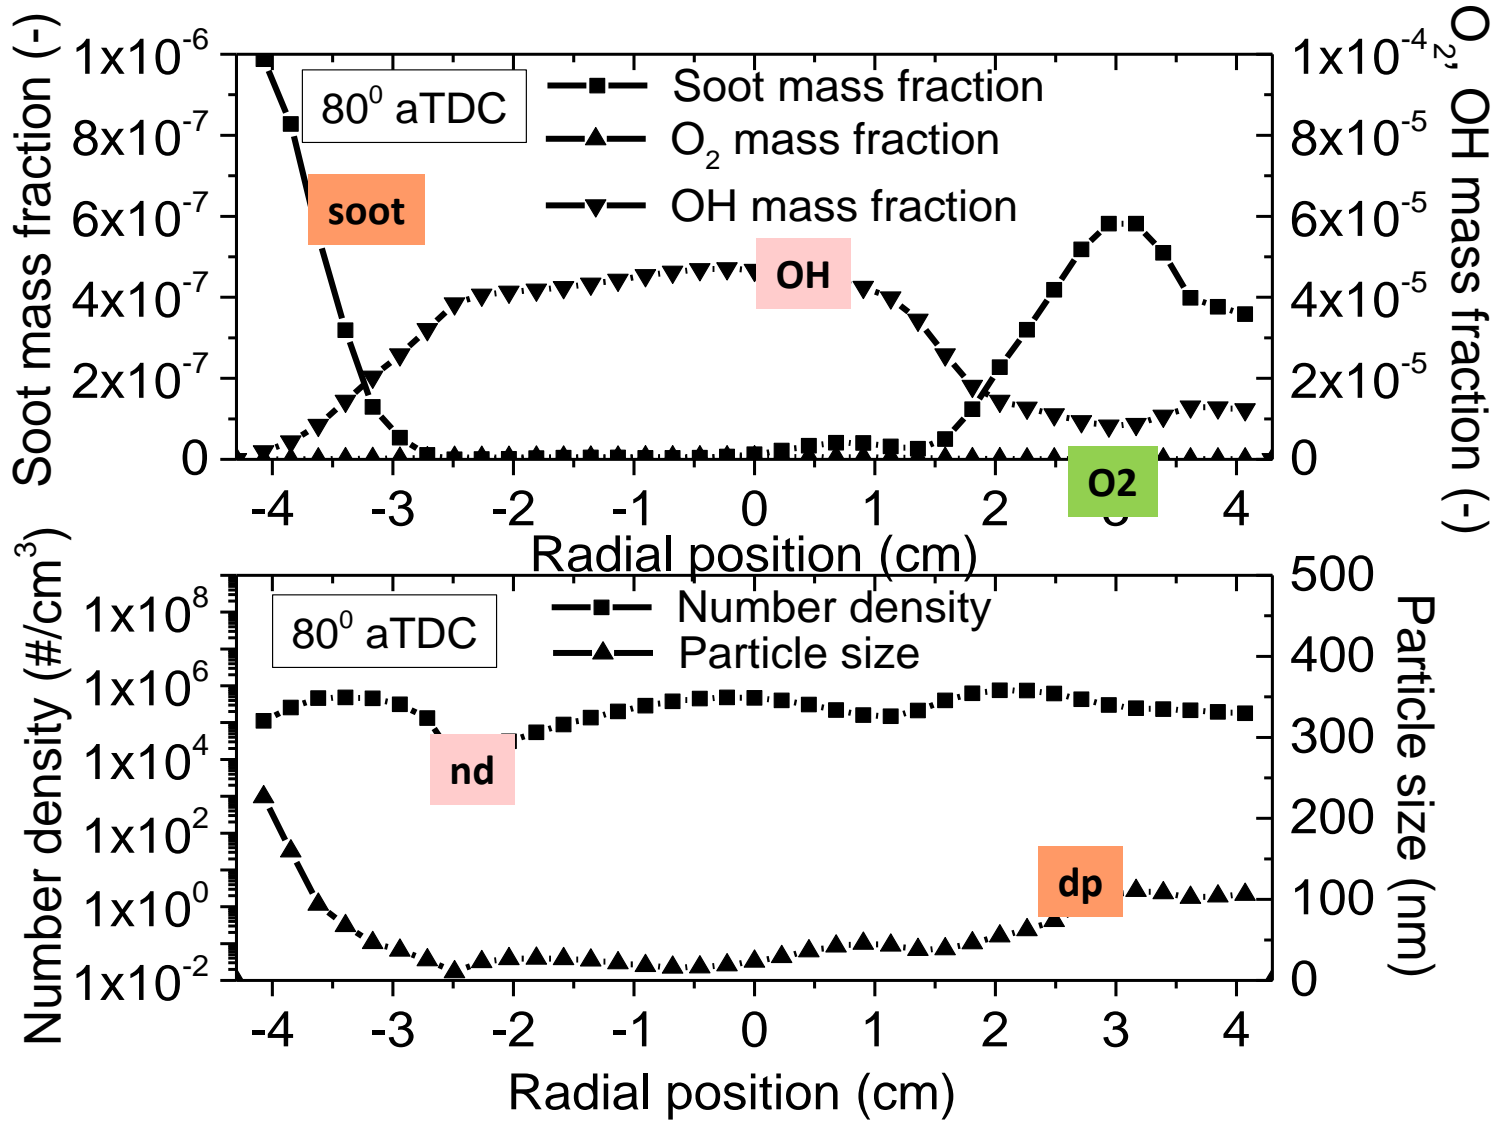 Soot mass fraction (-)
1x10⁻⁶
8x10⁻⁷
6x10⁻⁷
4x10⁻⁷
2x10⁻⁷
0
80⁰ aTDC
Soot mass fraction
O₂ mass fraction
OH mass fraction
soot
OH
O2
1x10⁻⁴
8x10⁻⁵
6x10⁻⁵
4x10⁻⁵
2x10⁻⁵
0
O₂, OH mass fraction (-)
-4 -3 -2 -1 0 1 2 3 4
Radial position (cm)
Number density (#/cm³)
1x10⁸
1x10⁶
1x10⁴
1x10²
1x10⁰
1x10⁻²
80⁰ aTDC
Number density
Particle size
nd
dp
500
400
300
200
100
0
Particle size (nm)
-4 -3 -2 -1 0 1 2 3 4
Radial position (cm)